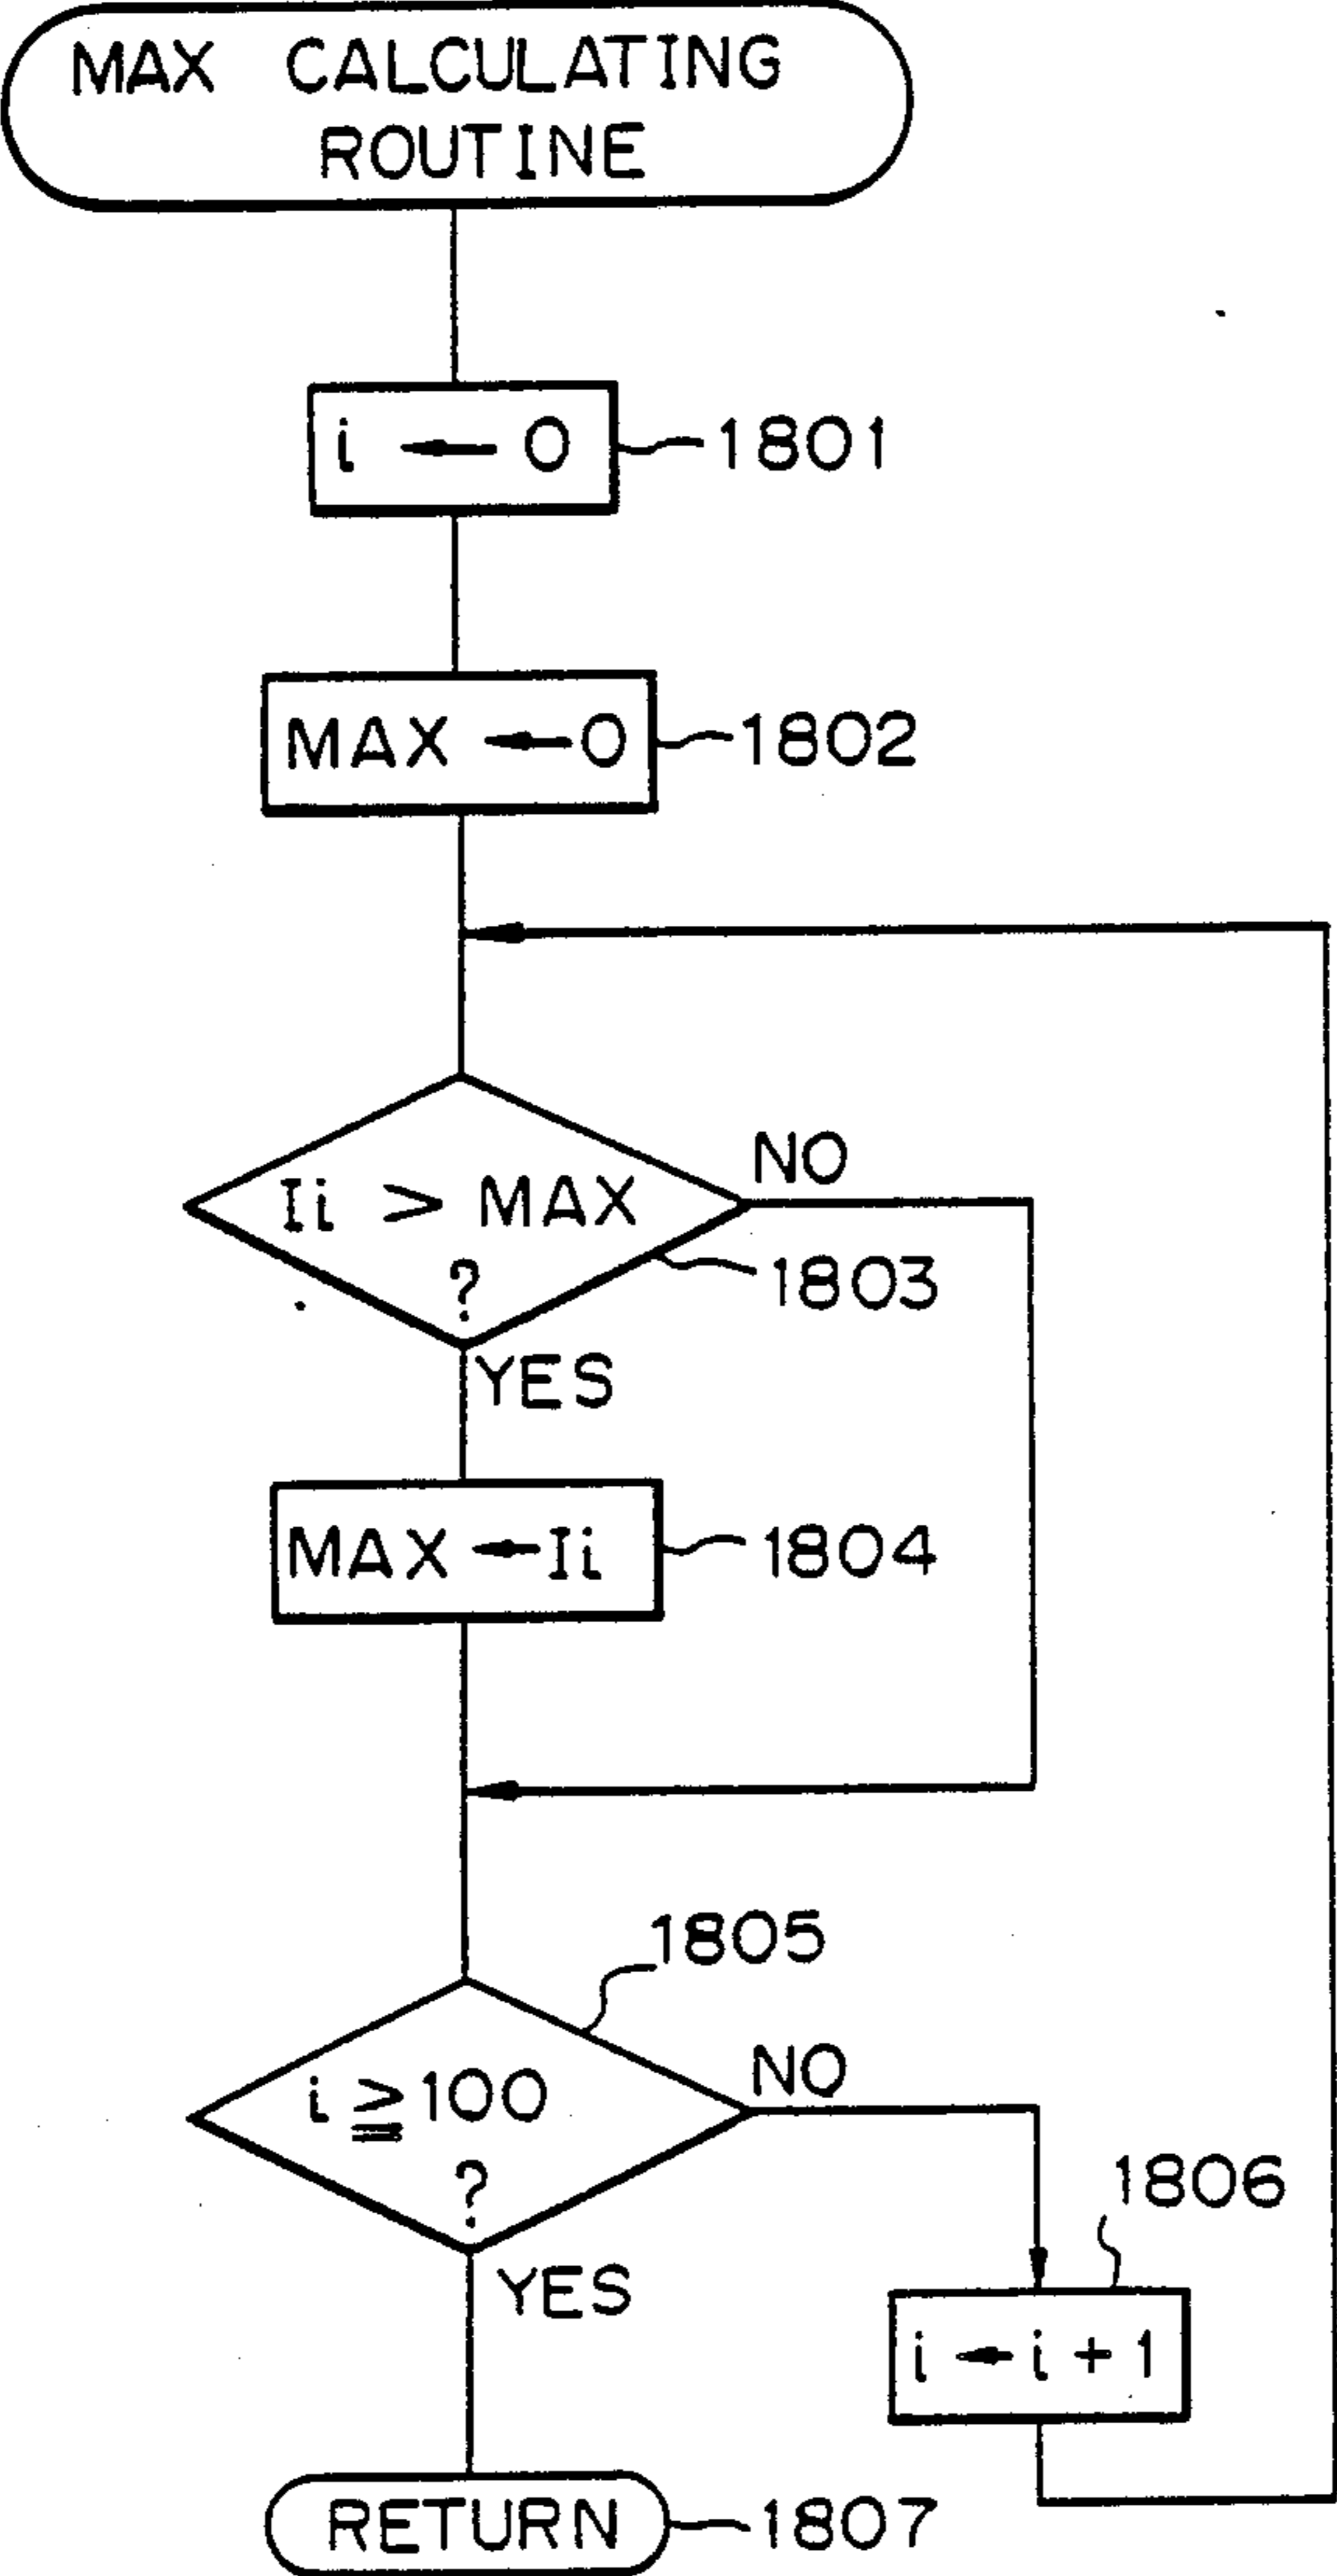 MAX CALCULATING
ROUTINE
i ← 0
1801
MAX ← 0
1802
Ii > MAX
?
NO
1803
YES
MAX ← Ii
1804
1805
i ≧ 100
?
NO
YES
1806
i ← i + 1
RETURN
1807